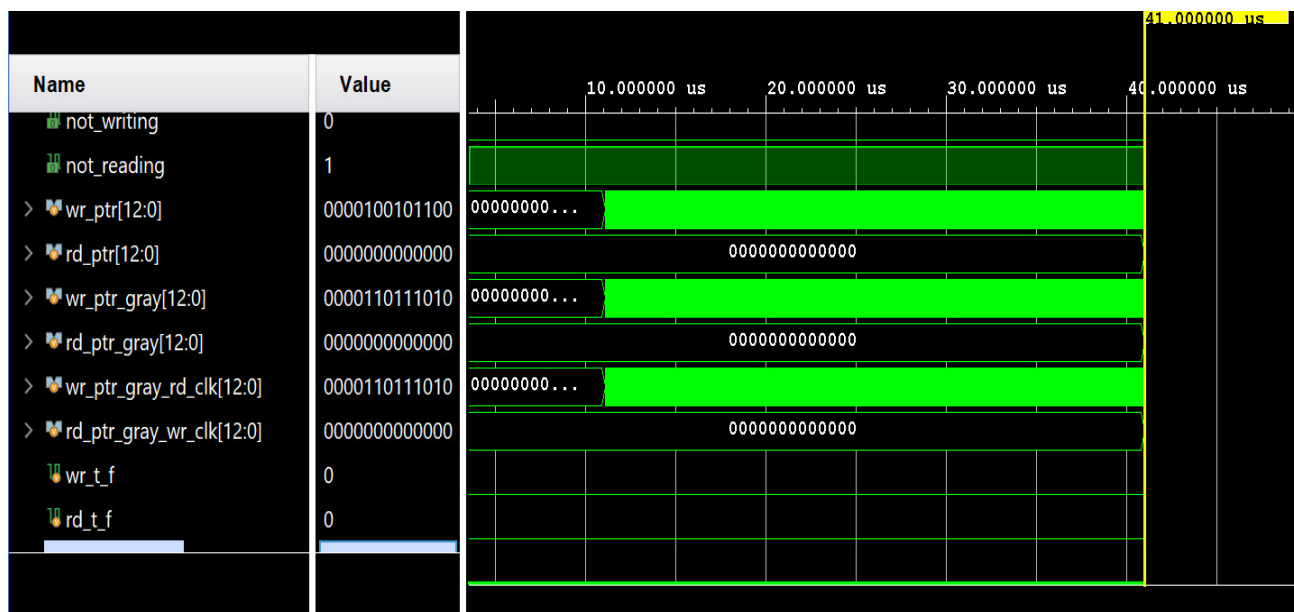 41.000000 us
Name Value 10.000000 us 20.000000 us 30.000000 us 40.000000 us
not_writing 0
not_reading 1
> wr_ptr[12:0] 0000100101100 00000000...
> rd_ptr[12:0] 0000000000000 0000000000000
> wr_ptr_gray[12:0] 0000110111010 00000000...
> rd_ptr_gray[12:0] 0000000000000 0000000000000
> wr_ptr_gray_rd_clk[12:0] 0000110111010 00000000...
> rd_ptr_gray_wr_clk[12:0] 0000000000000 0000000000000
wr_t_f 0
rd_t_f 0